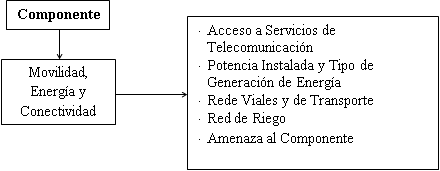 Componente
Movilidad,
Energía y
Conectividad
· Acceso a Servicios de
Telecomunicación
· Potencia Instalada y Tipo de
Generación de Energía
· Rede Viales y de Transporte
· Red de Riego
· Amenaza al Componente